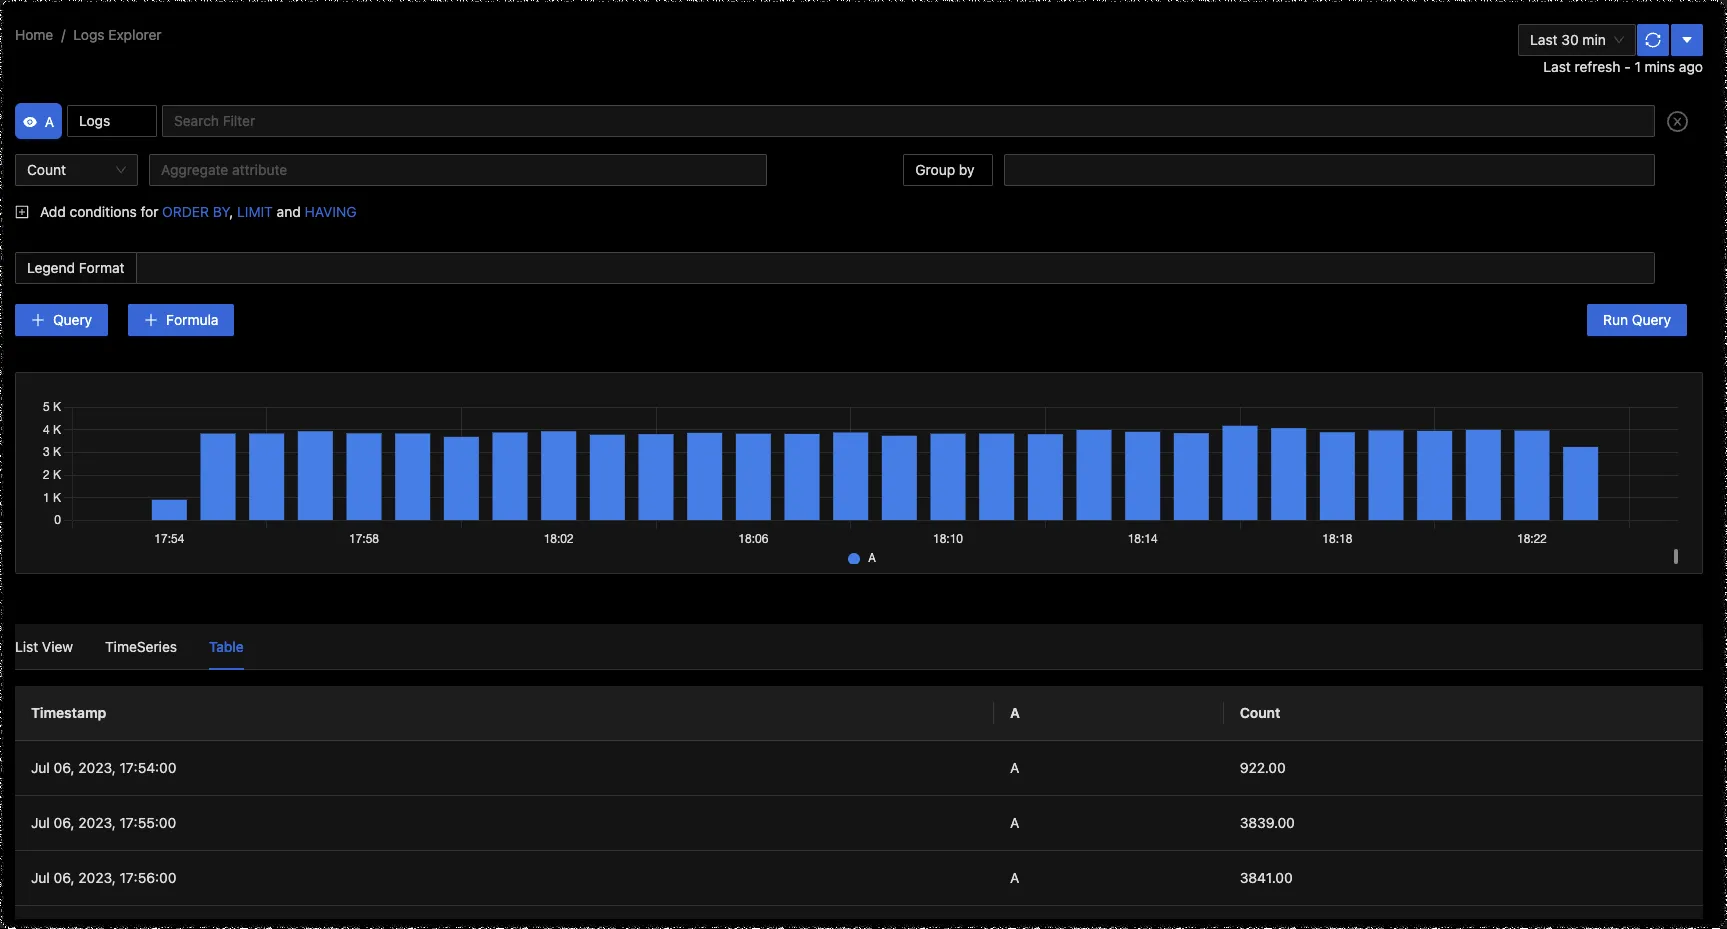 Home / Logs Explorer
Last 30 min
Last refresh - 1 mins ago
A Logs Search Filter
Count Aggregate attribute Group by
Add conditions for ORDER BY, LIMIT and HAVING
Legend Format
+ Query + Formula Run Query
5 K
4 K
3 K
2 K
1 K
0
17:54 17:58 18:02 18:06 18:10 18:14 18:18 18:22
A
List View TimeSeries Table
Timestamp A Count
Jul 06, 2023, 17:54:00 A 922.00
Jul 06, 2023, 17:55:00 A 3839.00
Jul 06, 2023, 17:56:00 A 3841.00